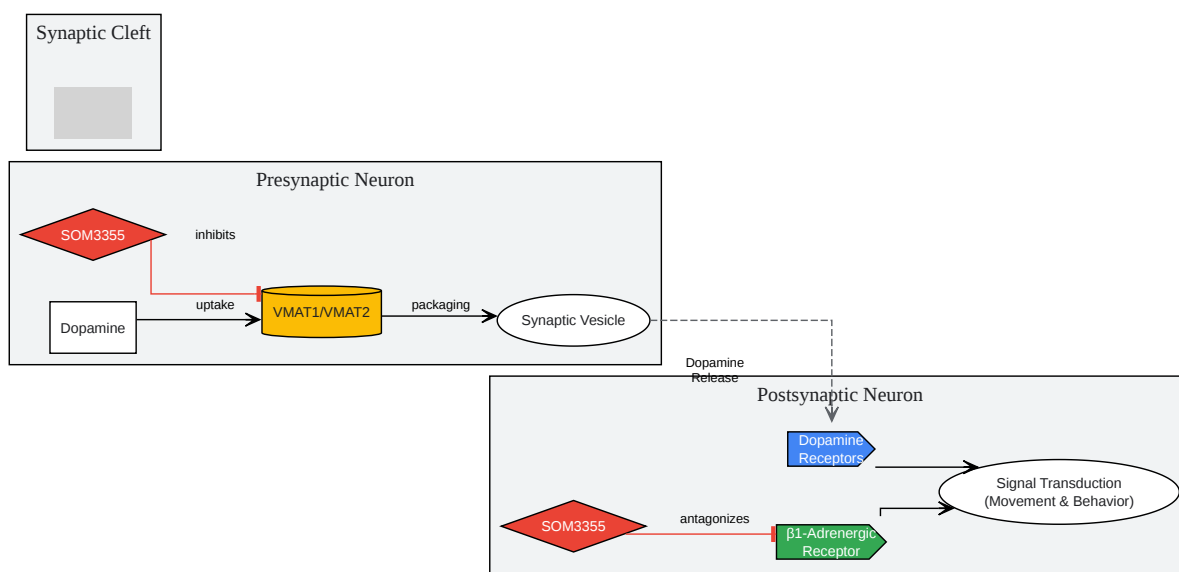 Synaptic Cleft
Presynaptic Neuron
SOM3355
inhibits
uptake
VMAT1/VMAT2
packaging
Dopamine
Synaptic Vesicle
Dopamine
Release
Postsynaptic Neuron
Dopamine
Receptors
Signal Transduction
(Movement & Behavior)
SOM3355
antagonizes
β1-Adrenergic
Receptor